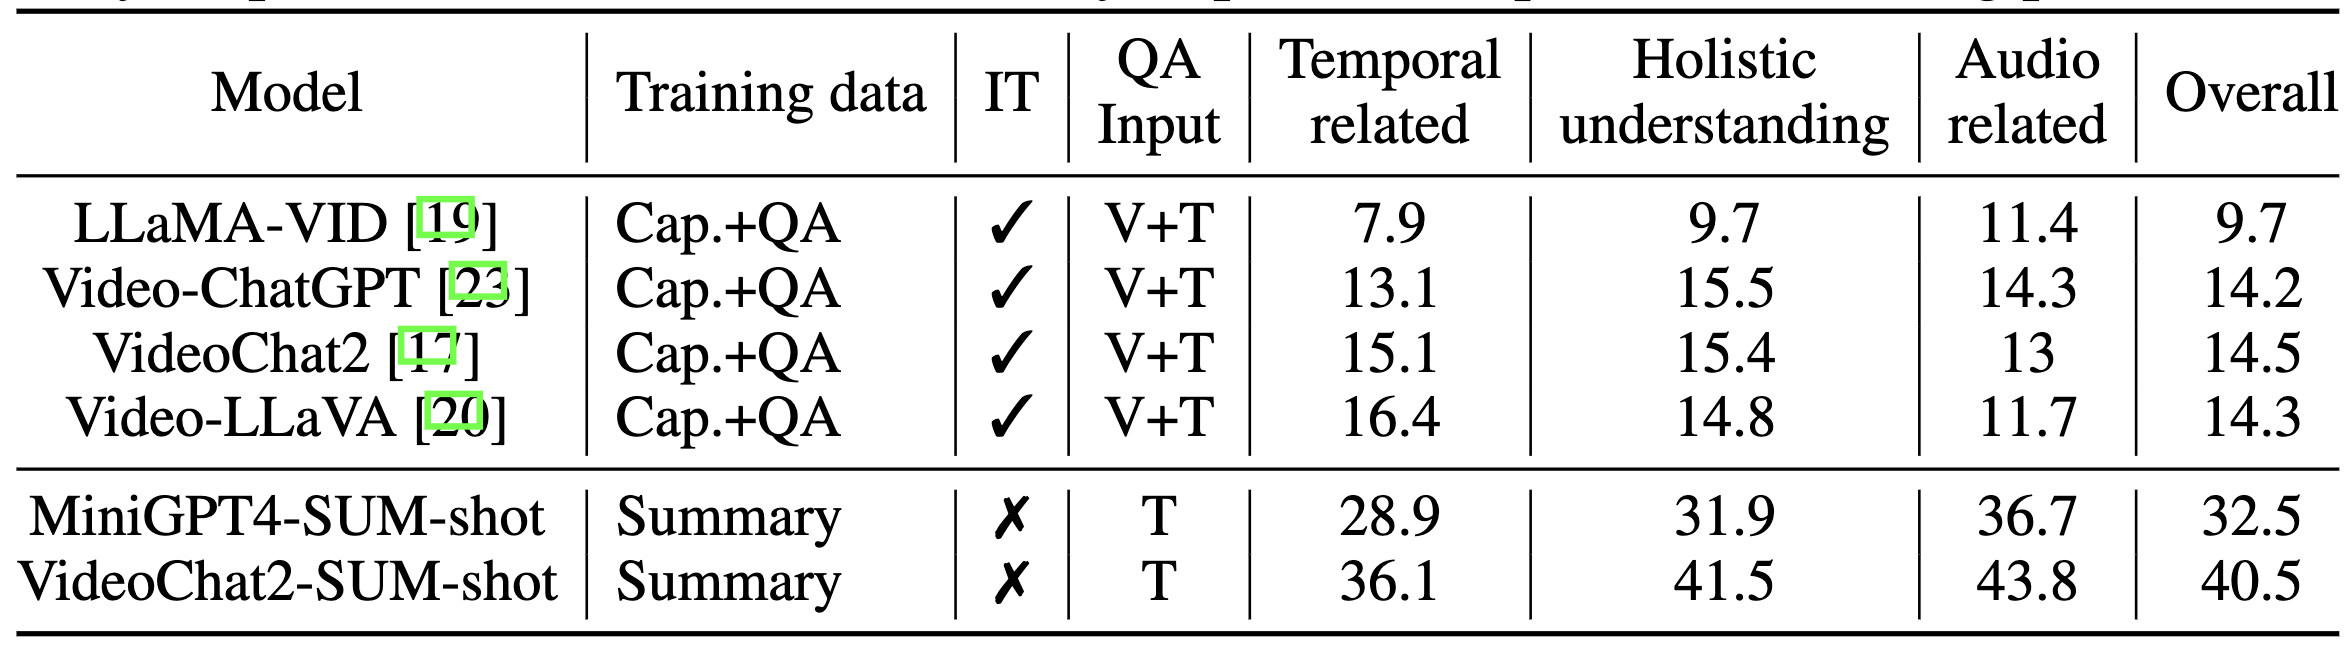 Model Training data IT QA Input Temporal related Holistic understanding Audio related Overall
LLaMA-VID [19] Cap.+QA ✓ V+T 7.9 9.7 11.4 9.7
Video-ChatGPT [23] Cap.+QA ✓ V+T 13.1 15.5 14.3 14.2
VideoChat2 [17] Cap.+QA ✓ V+T 15.1 15.4 13 14.5
Video-LLaVA [20] Cap.+QA ✓ V+T 16.4 14.8 11.7 14.3
MiniGPT4-SUM-shot Summary ✗ T 28.9 31.9 36.7 32.5
VideoChat2-SUM-shot Summary ✗ T 36.1 41.5 43.8 40.5